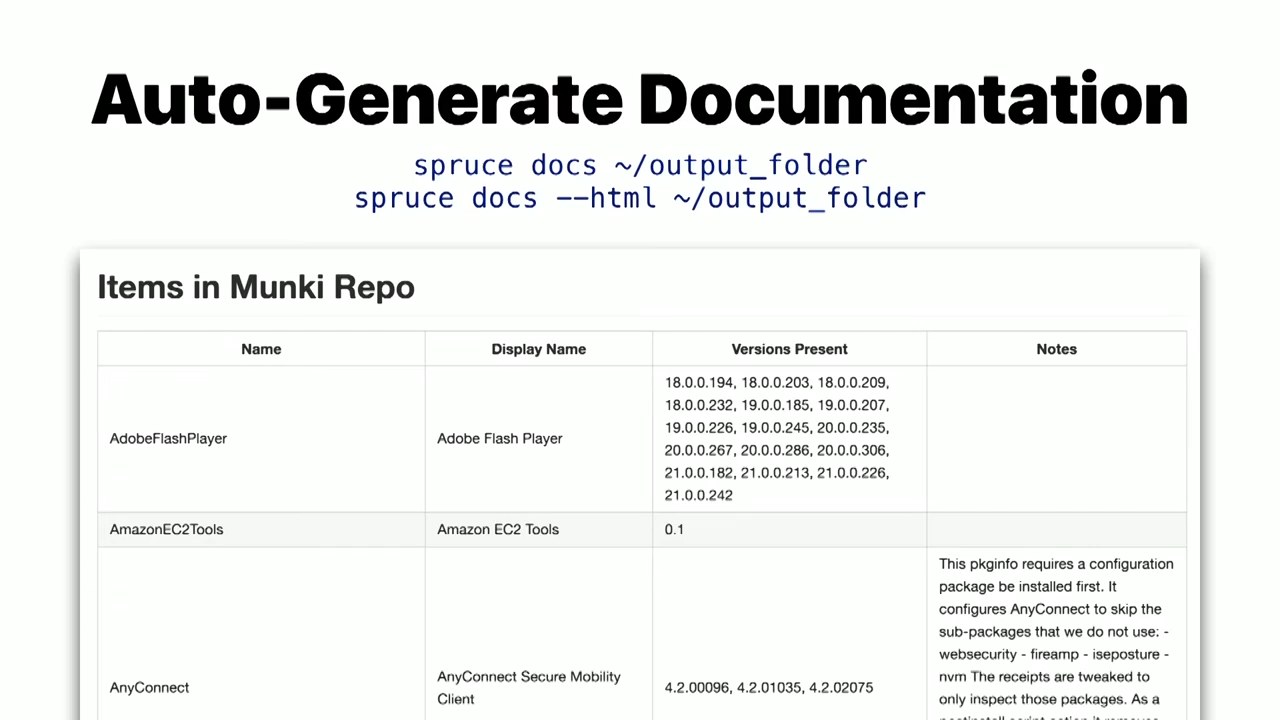 Auto-Generate Documentation
spruce docs ~/output_folder
spruce docs --html ~/output_folder
Items in Munki Repo
Name Display Name Versions Present Notes
18.0.0.194, 18.0.0.203, 18.0.0.209,
18.0.0.232, 19.0.0.185, 19.0.0.207,
19.0.0.226, 19.0.0.245, 20.0.0.235,
AdobeFlashPlayer Adobe Flash Player
20.0.0.267, 20.0.0.286, 20.0.0.306,
21.0.0.182, 21.0.0.213, 21.0.0.226,
21.0.0.242
AmazonEC2Tools Amazon EC2 Tools 0.1
This pkginfo requires a configuration
package be installed first. It
configures AnyConnect to skip the
sub-packages that we do not use: -
websecurity - fireamp - iseposture -
nvm The receipts are tweaked to
only inspect those packages. As a
AnyConnect
AnyConnect Secure Mobility
Client
4.2.00096, 4.2.01035, 4.2.02075